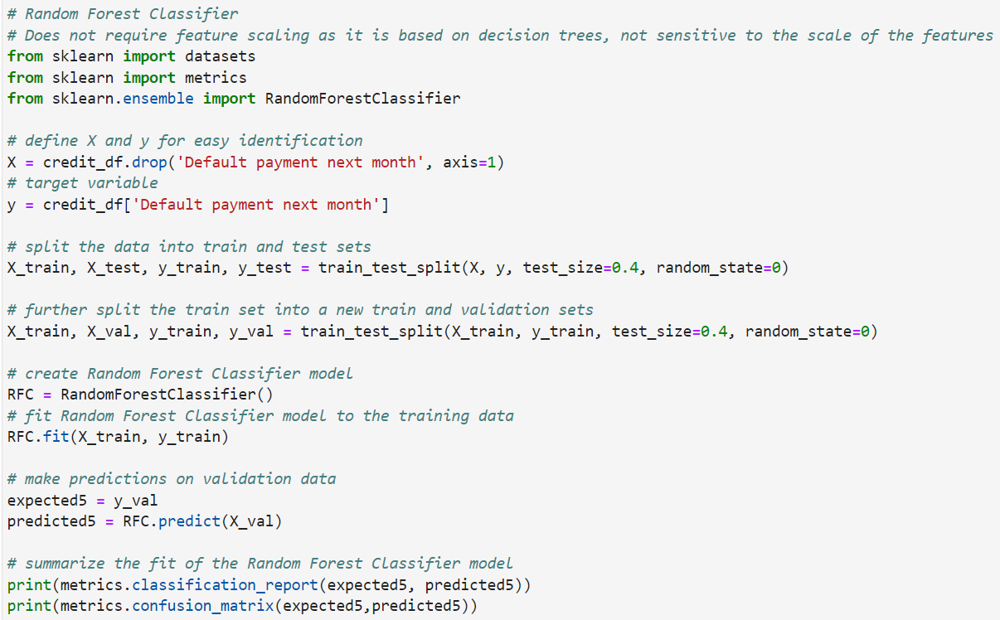 # Random Forest Classifier
# Does not require feature scaling as it is based on decision trees, not sensitive to the scale of the features
from sklearn import datasets
from sklearn import metrics
from sklearn.ensemble import RandomForestClassifier

# define X and y for easy identification
X = credit_df.drop('Default payment next month', axis=1)
# target variable
y = credit_df['Default payment next month']

# split the data into train and test sets
X_train, X_test, y_train, y_test = train_test_split(X, y, test_size=0.4, random_state=0)

# further split the train set into a new train and validation sets
X_train, X_val, y_train, y_val = train_test_split(X_train, y_train, test_size=0.4, random_state=0)

# create Random Forest Classifier model
RFC = RandomForestClassifier()
# fit Random Forest Classifier model to the training data
RFC.fit(X_train, y_train)

# make predictions on validation data
expected5 = y_val
predicted5 = RFC.predict(X_val)

# summarize the fit of the Random Forest Classifier model
print(metrics.classification_report(expected5, predicted5))
print(metrics.confusion_matrix(expected5,predicted5))